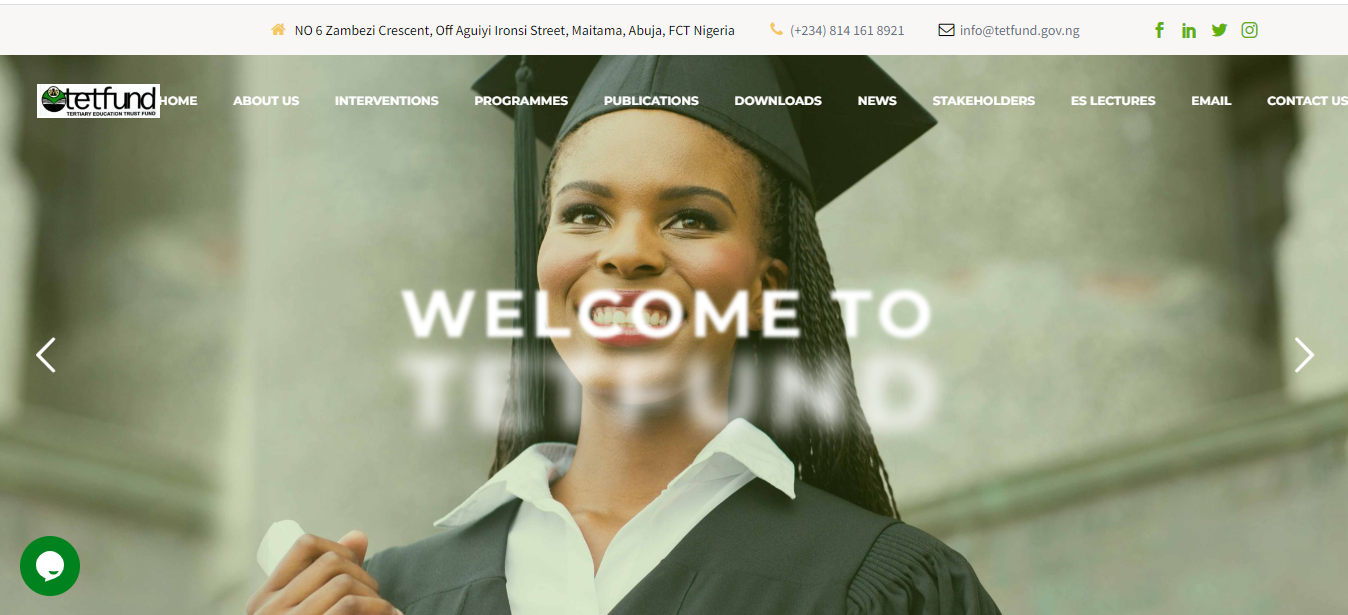 NO 6 Zambezi Crescent, Off Aguiyi Ironsi Street, Maitama, Abuja, FCT Nigeria (+234) 814 161 8921 info@tetfund.gov.ng
tetfund HOME ABOUT US INTERVENTIONS PROGRAMMES PUBLICATIONS DOWNLOADS NEWS STAKEHOLDERS ES LECTURES EMAIL CONTACT US
TERTIARY EDUCATION TRUST FUND
WELCOME TO
TETFUND